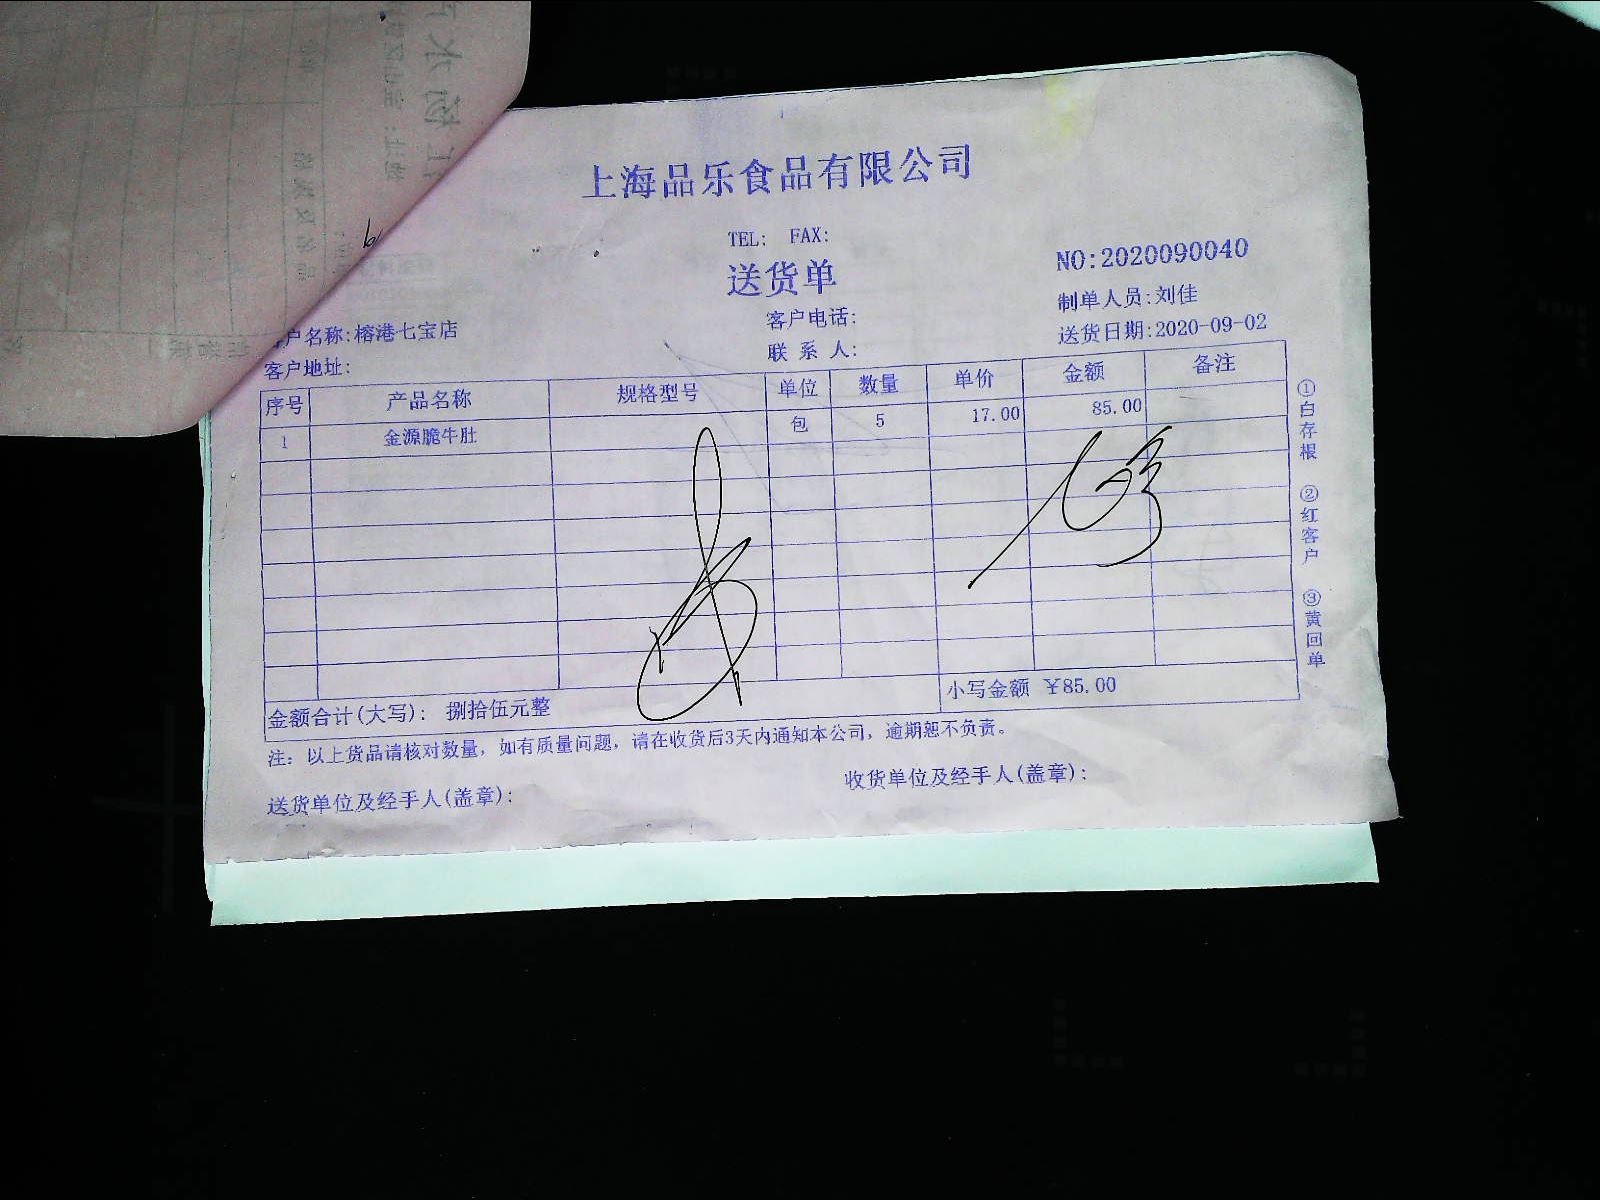 上海品乐食品有限公司
TEL: FAX:
送货单
NO:2020090040
制单人员:刘佳
客户电话:
送货日期:2020-09-02
户名称:榕港七宝店
联 系 人:
客户地址:
序号 产品名称 规格型号 单位 数量 单价 金额 备注
1 金源脆牛肚 包 5 17.00 85.00
金额合计(大写): 捌拾伍元整 小写金额 ¥85.00
注: 以上货品请核对数量, 如有质量问题, 请在收货后3天内通知本公司, 逾期恕不负责。
送货单位及经手人(盖章):
收货单位及经手人(盖章):
①白存根 ②红客户 ③黄回单